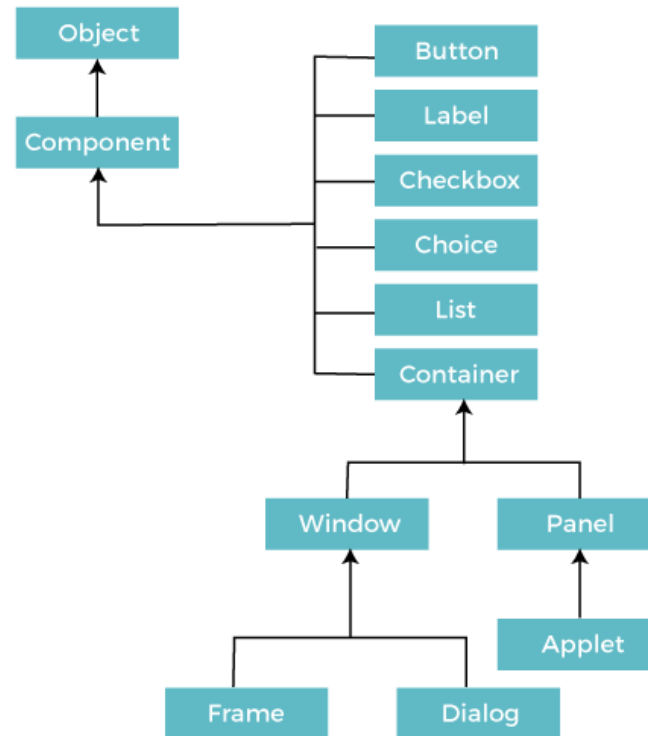 Object
Component
Button
Label
Checkbox
Choice
List
Container
Window
Panel
Applet
Frame
Dialog